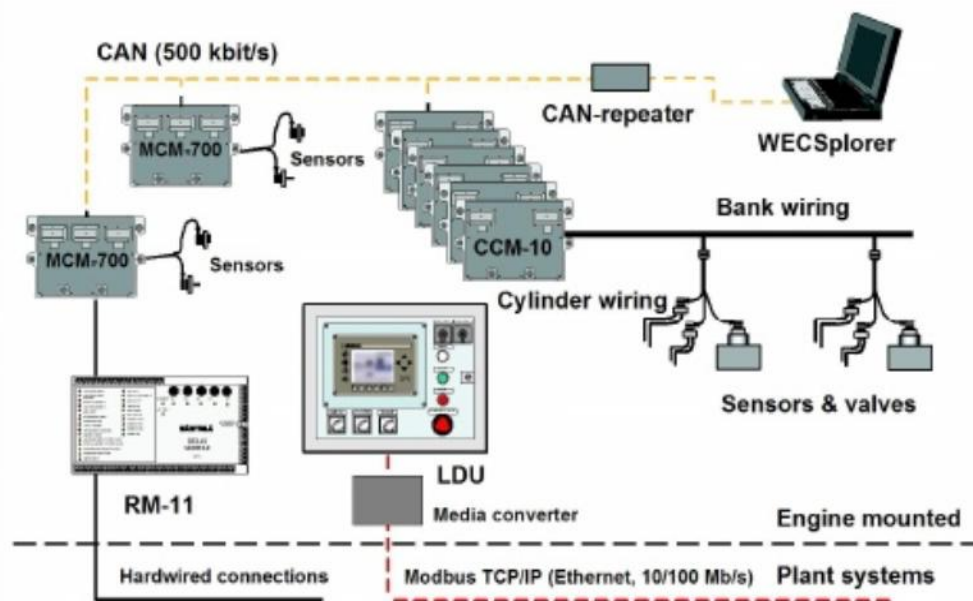 CAN (500 kbit/s)
CAN-repeater
WECSplorer
MCM-700
Sensors
MCM-700
Sensors
CCM-10
Bank wiring
Cylinder wiring
Sensors & valves
RM-11
LDU
Media converter
Engine mounted
Hardwired connections
Modbus TCP/IP (Ethernet, 10/100 Mb/s)
Plant systems